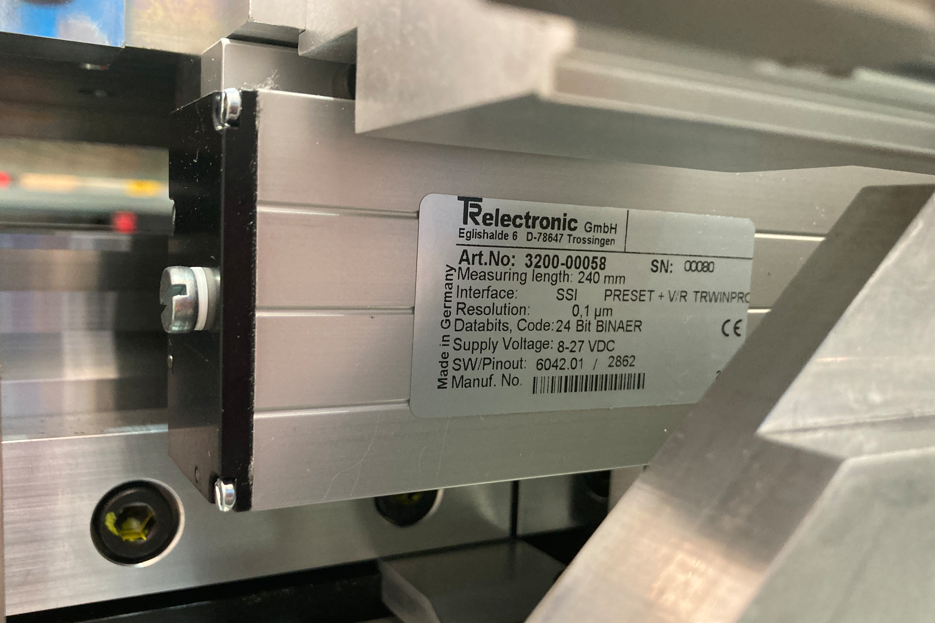 TRelectronic GmbH
Eglishalde 6 D-78647 Trossingen
Art.No: 3200-00058 SN: 00080
Measuring length: 240 mm
Interface: SSI PRESET + V/R TRWINPRO
Resolution: 0,1 µm
Databits, Code: 24 Bit BINAER
CE
Supply Voltage: 8-27 VDC
SW/Pinout: 6042.01 / 2862
Manuf. No.
Made in Germany